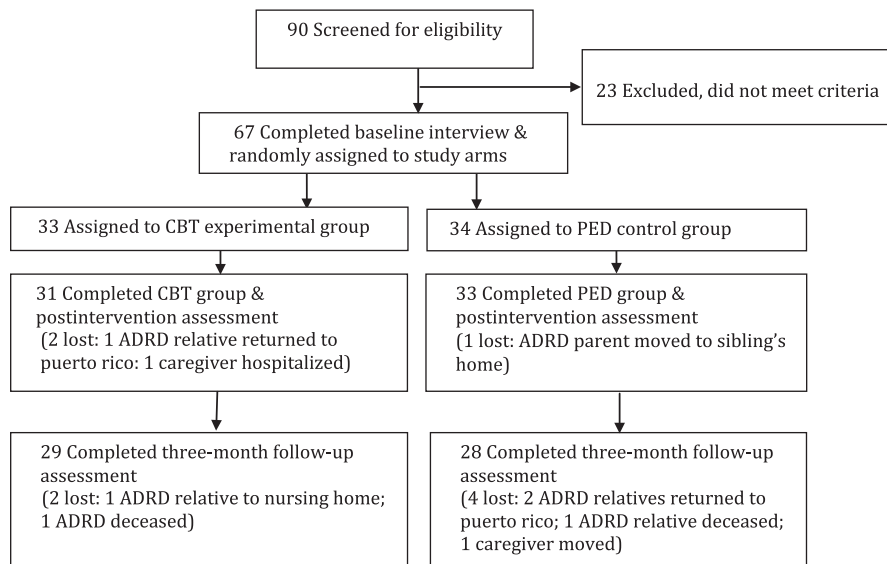 90 Screened for eligibility
23 Excluded, did not meet criteria
67 Completed baseline interview &
randomly assigned to study arms
33 Assigned to CBT experimental group
34 Assigned to PED control group
31 Completed CBT group &
postintervention assessment
(2 lost: 1 ADRD relative returned to
puerto rico: 1 caregiver hospitalized)
33 Completed PED group &
postintervention assessment
(1 lost: ADRD parent moved to sibling's
home)
29 Completed three-month follow-up
assessment
(2 lost: 1 ADRD relative to nursing home;
1 ADRD deceased)
28 Completed three-month follow-up
assessment
(4 lost: 2 ADRD relatives returned to
puerto rico; 1 ADRD relative deceased;
1 caregiver moved)